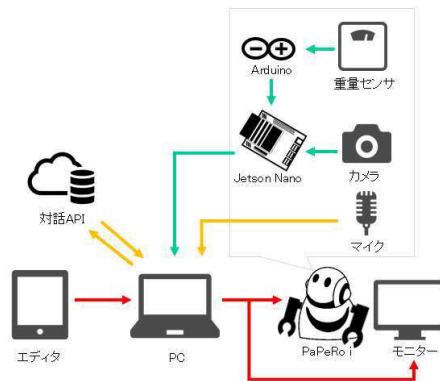 Arduino
重量センサ
Jetson Nano
カメラ
対話API
マイク
エディタ
PC
PaPeRo i
モニター